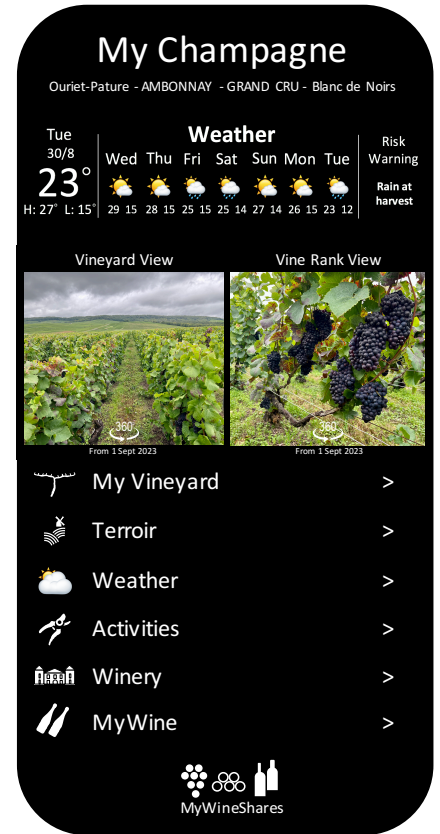 My Champagne
Ouriet-Pature - AMBONNAY - GRAND CRU - Blanc de Noirs
Tue
30/8
23°
H: 27° L: 15°
Weather
Wed Thu Fri Sat Sun Mon Tue
29 15 28 15 25 15 25 14 27 14 26 15 23 12
Risk
Warning
Rain at
harvest
Vineyard View
Vine Rank View
360
360
From 1 Sept 2023
From 1 Sept 2023
My Vineyard >
Terroir >
Weather >
Activities >
Winery >
MyWine >
MyWineShares